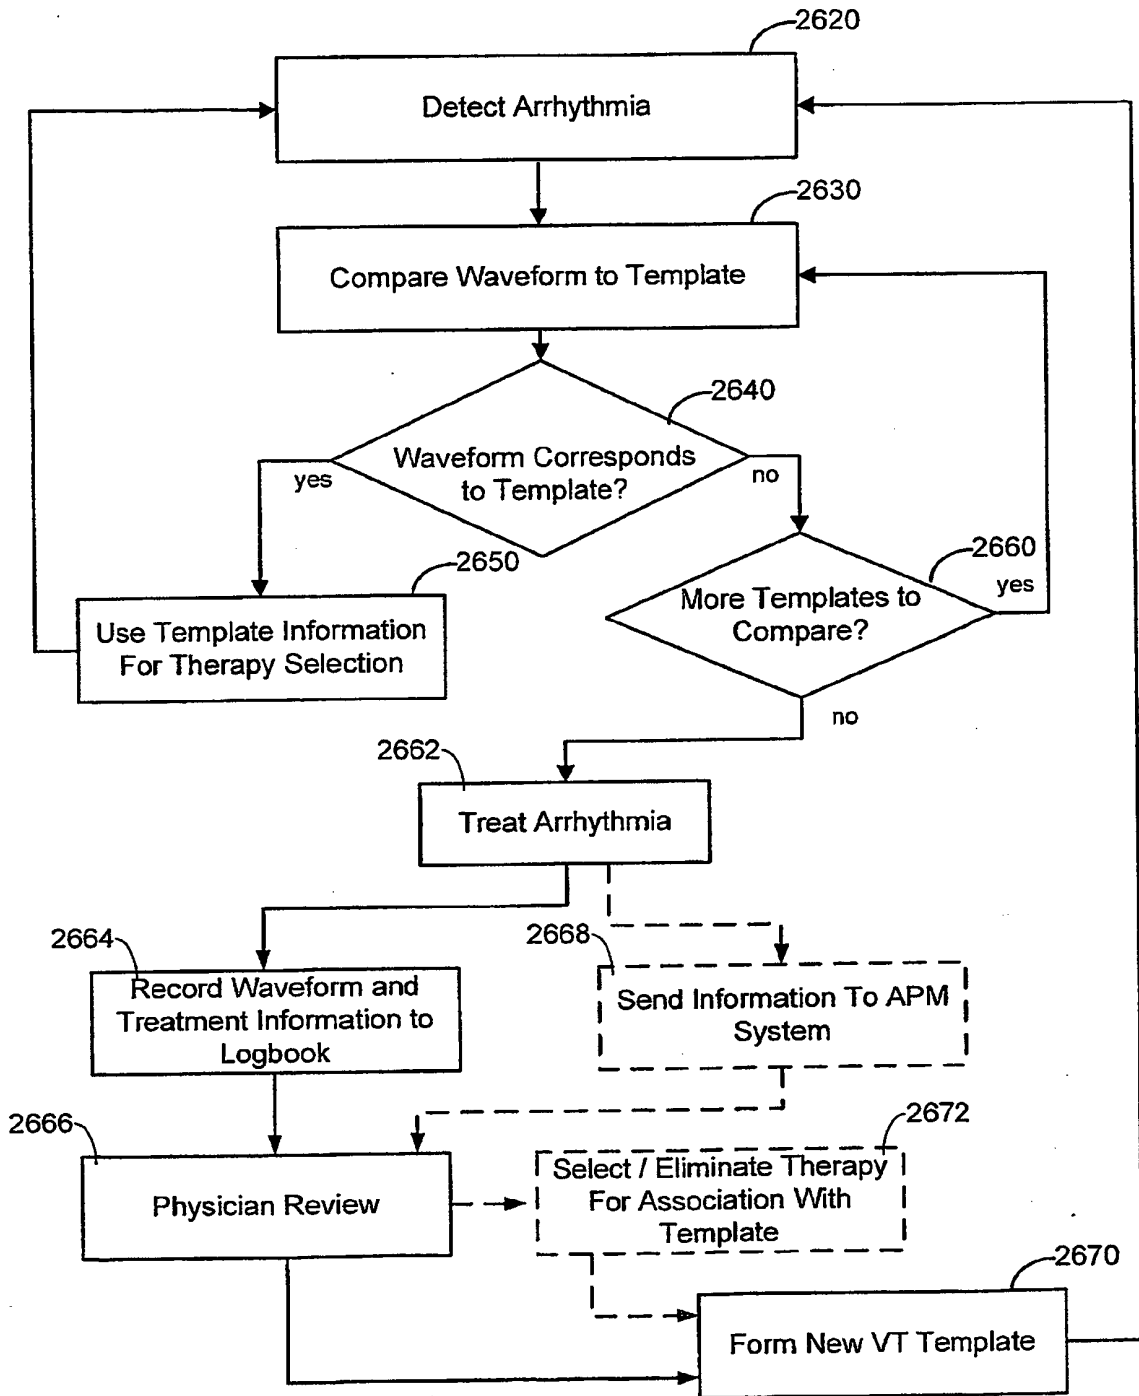 2620
Detect Arrhythmia
2630
Compare Waveform to Template
2640
Waveform Corresponds
to Template?
yes
no
2650
Use Template Information
For Therapy Selection
2660
More Templates to
Compare?
yes
no
2662
Treat Arrhythmia
2664
Record Waveform and
Treatment Information to
Logbook
2668
Send Information To APM
System
2666
Physician Review
2672
Select / Eliminate Therapy
For Association With
Template
2670
Form New VT Template